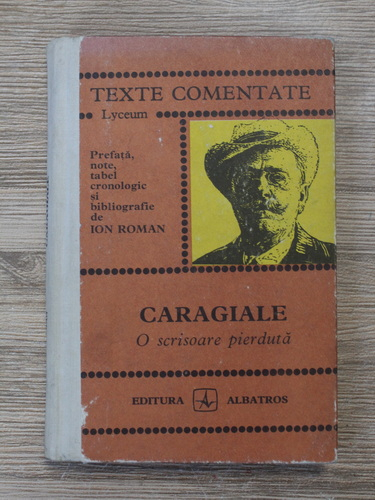 TEXTE COMENTATE
Lyceum
Prefață,
note,
tabel
cronologic
și
bibliografie
de
ION ROMAN
CARAGIALE
O scrisoare pierdută
EDITURA ALBATROS